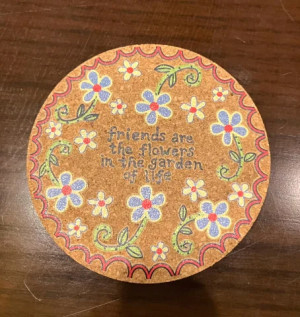 friends are
the flowers
in the garden
of life